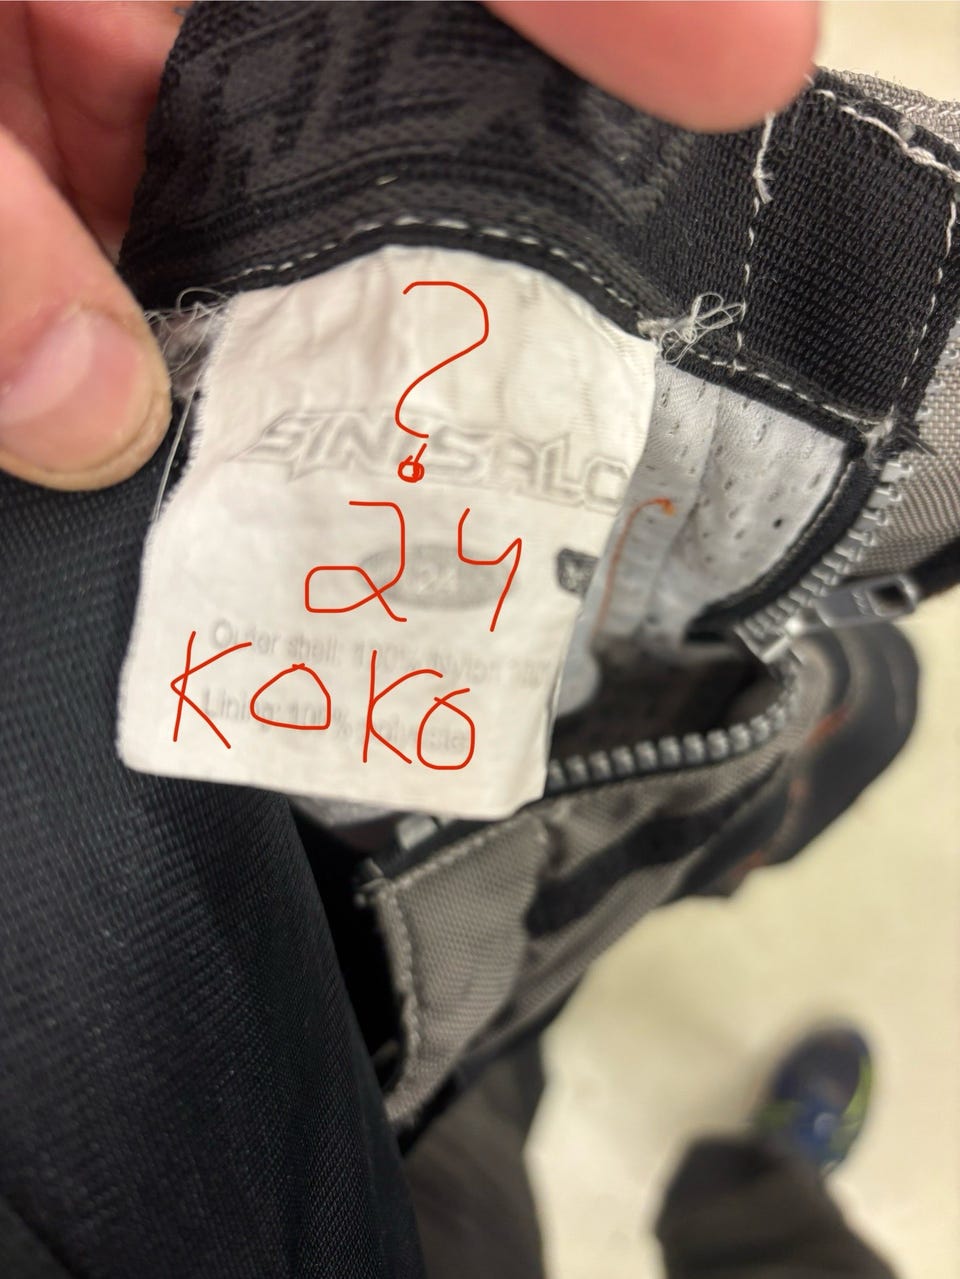 ?
SINISALO
24
24
Outer shell: 100% Nylon
KOKO
Lining: 100% polyester